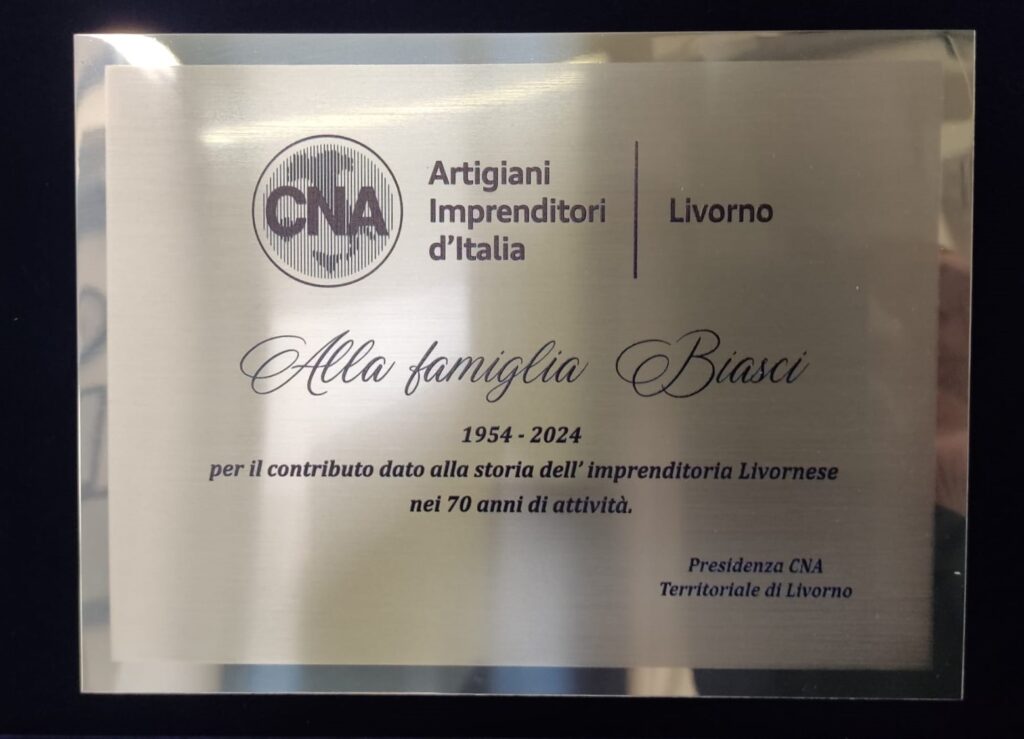 CNA
Artigiani
Imprenditori
d'Italia
Livorno
Alla famiglia Biasci
1954 - 2024
per il contributo dato alla storia dell' imprenditoria Livornese
nei 70 anni di attività.
Presidenza CNA
Territoriale di Livorno